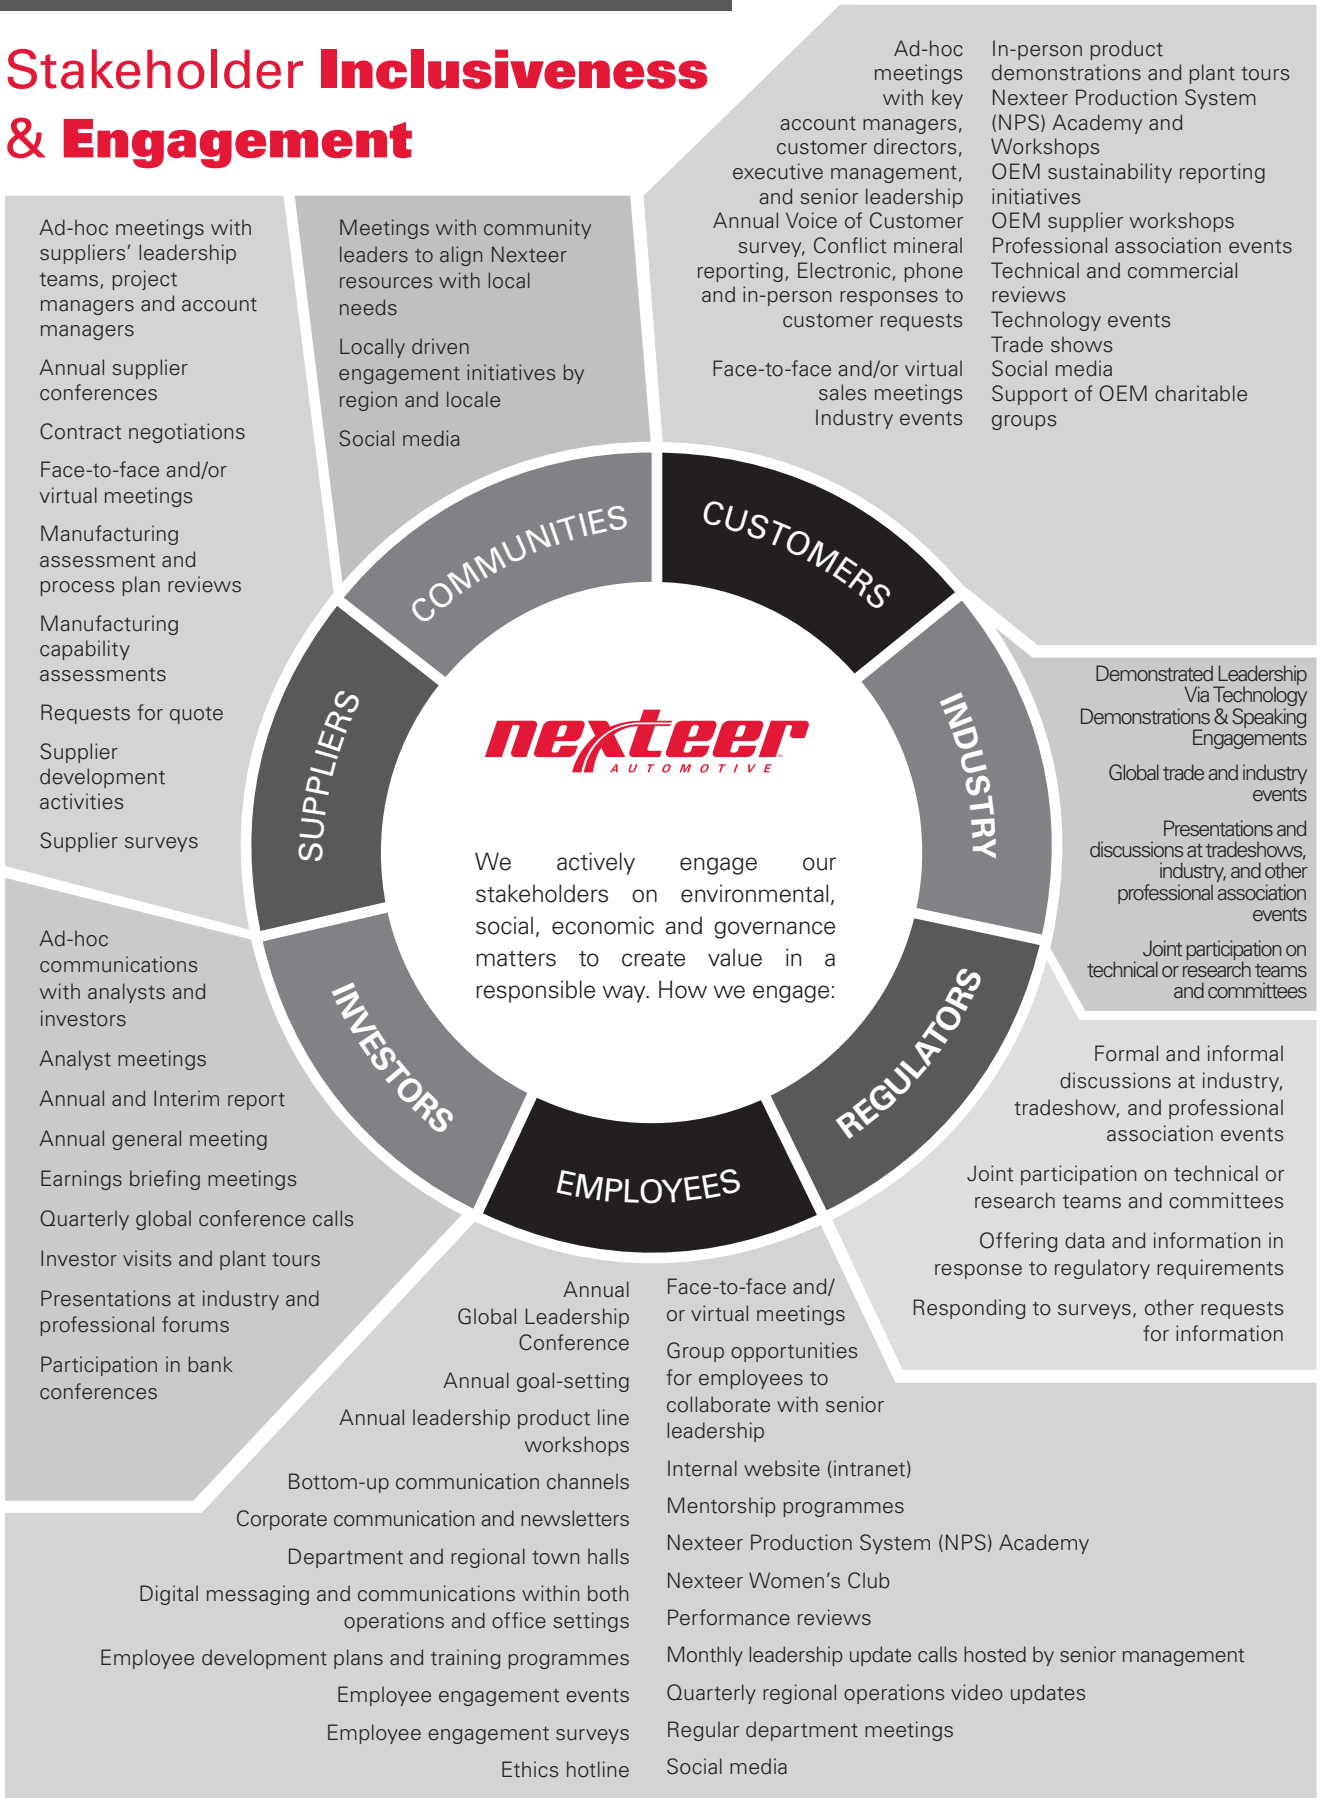 Stakeholder Inclusiveness
& Engagement
Ad-hoc meetings with
suppliers’ leadership
teams, project
managers and account
managers
Annual supplier
conferences
Contract negotiations
Face-to-face and/or
virtual meetings
Manufacturing
assessment and
process plan reviews
Manufacturing
capability
assessments
Requests for quote
Supplier
development
activities
Supplier surveys
Meetings with community
leaders to align Nexteer
resources with local
needs
Locally driven
engagement initiatives by
region and locale
Social media
Ad-hoc
meetings
with key
account managers,
customer directors,
executive management,
and senior leadership
Annual Voice of Customer
survey, Conflict mineral
reporting, Electronic, phone
and in-person responses to
customer requests
Face-to-face and/or virtual
sales meetings
Industry events
In-person product
demonstrations and plant tours
Nexteer Production System
(NPS) Academy and
Workshops
OEM sustainability reporting
initiatives
OEM supplier workshops
Professional association events
Technical and commercial
reviews
Technology events
Trade shows
Social media
Support of OEM charitable
groups
COMMUNITIES
CUSTOMERS
SUPPLIERS
INDUSTRY
INVESTORS
REGULATORS
EMPLOYEES
nexteer
AUTOMOTIVE
We actively engage our
stakeholders on environmental,
social, economic and governance
matters to create value in a
responsible way. How we engage:
Demonstrated Leadership
Via Technology
Demonstrations & Speaking
Engagements
Global trade and industry
events
Presentations and
discussions at tradeshows,
industry, and other
professional association
events
Joint participation on
technical or research teams
and committees
Ad-hoc
communications
with analysts and
investors
Analyst meetings
Annual and Interim report
Annual general meeting
Earnings briefing meetings
Quarterly global conference calls
Investor visits and plant tours
Presentations at industry and
professional forums
Participation in bank
conferences
Formal and informal
discussions at industry,
tradeshow, and professional
association events
Joint participation on technical or
research teams and committees
Offering data and information in
response to regulatory requirements
Responding to surveys, other requests
for information
Annual
Global Leadership
Conference
Annual goal-setting
Annual leadership product line
workshops
Bottom-up communication channels
Corporate communication and newsletters
Department and regional town halls
Digital messaging and communications within both
operations and office settings
Employee development plans and training programmes
Employee engagement events
Employee engagement surveys
Ethics hotline
Face-to-face and/
or virtual meetings
Group opportunities
for employees to
collaborate with senior
leadership
Internal website (intranet)
Mentorship programmes
Nexteer Production System (NPS) Academy
Nexteer Women’s Club
Performance reviews
Monthly leadership update calls hosted by senior management
Quarterly regional operations video updates
Regular department meetings
Social media